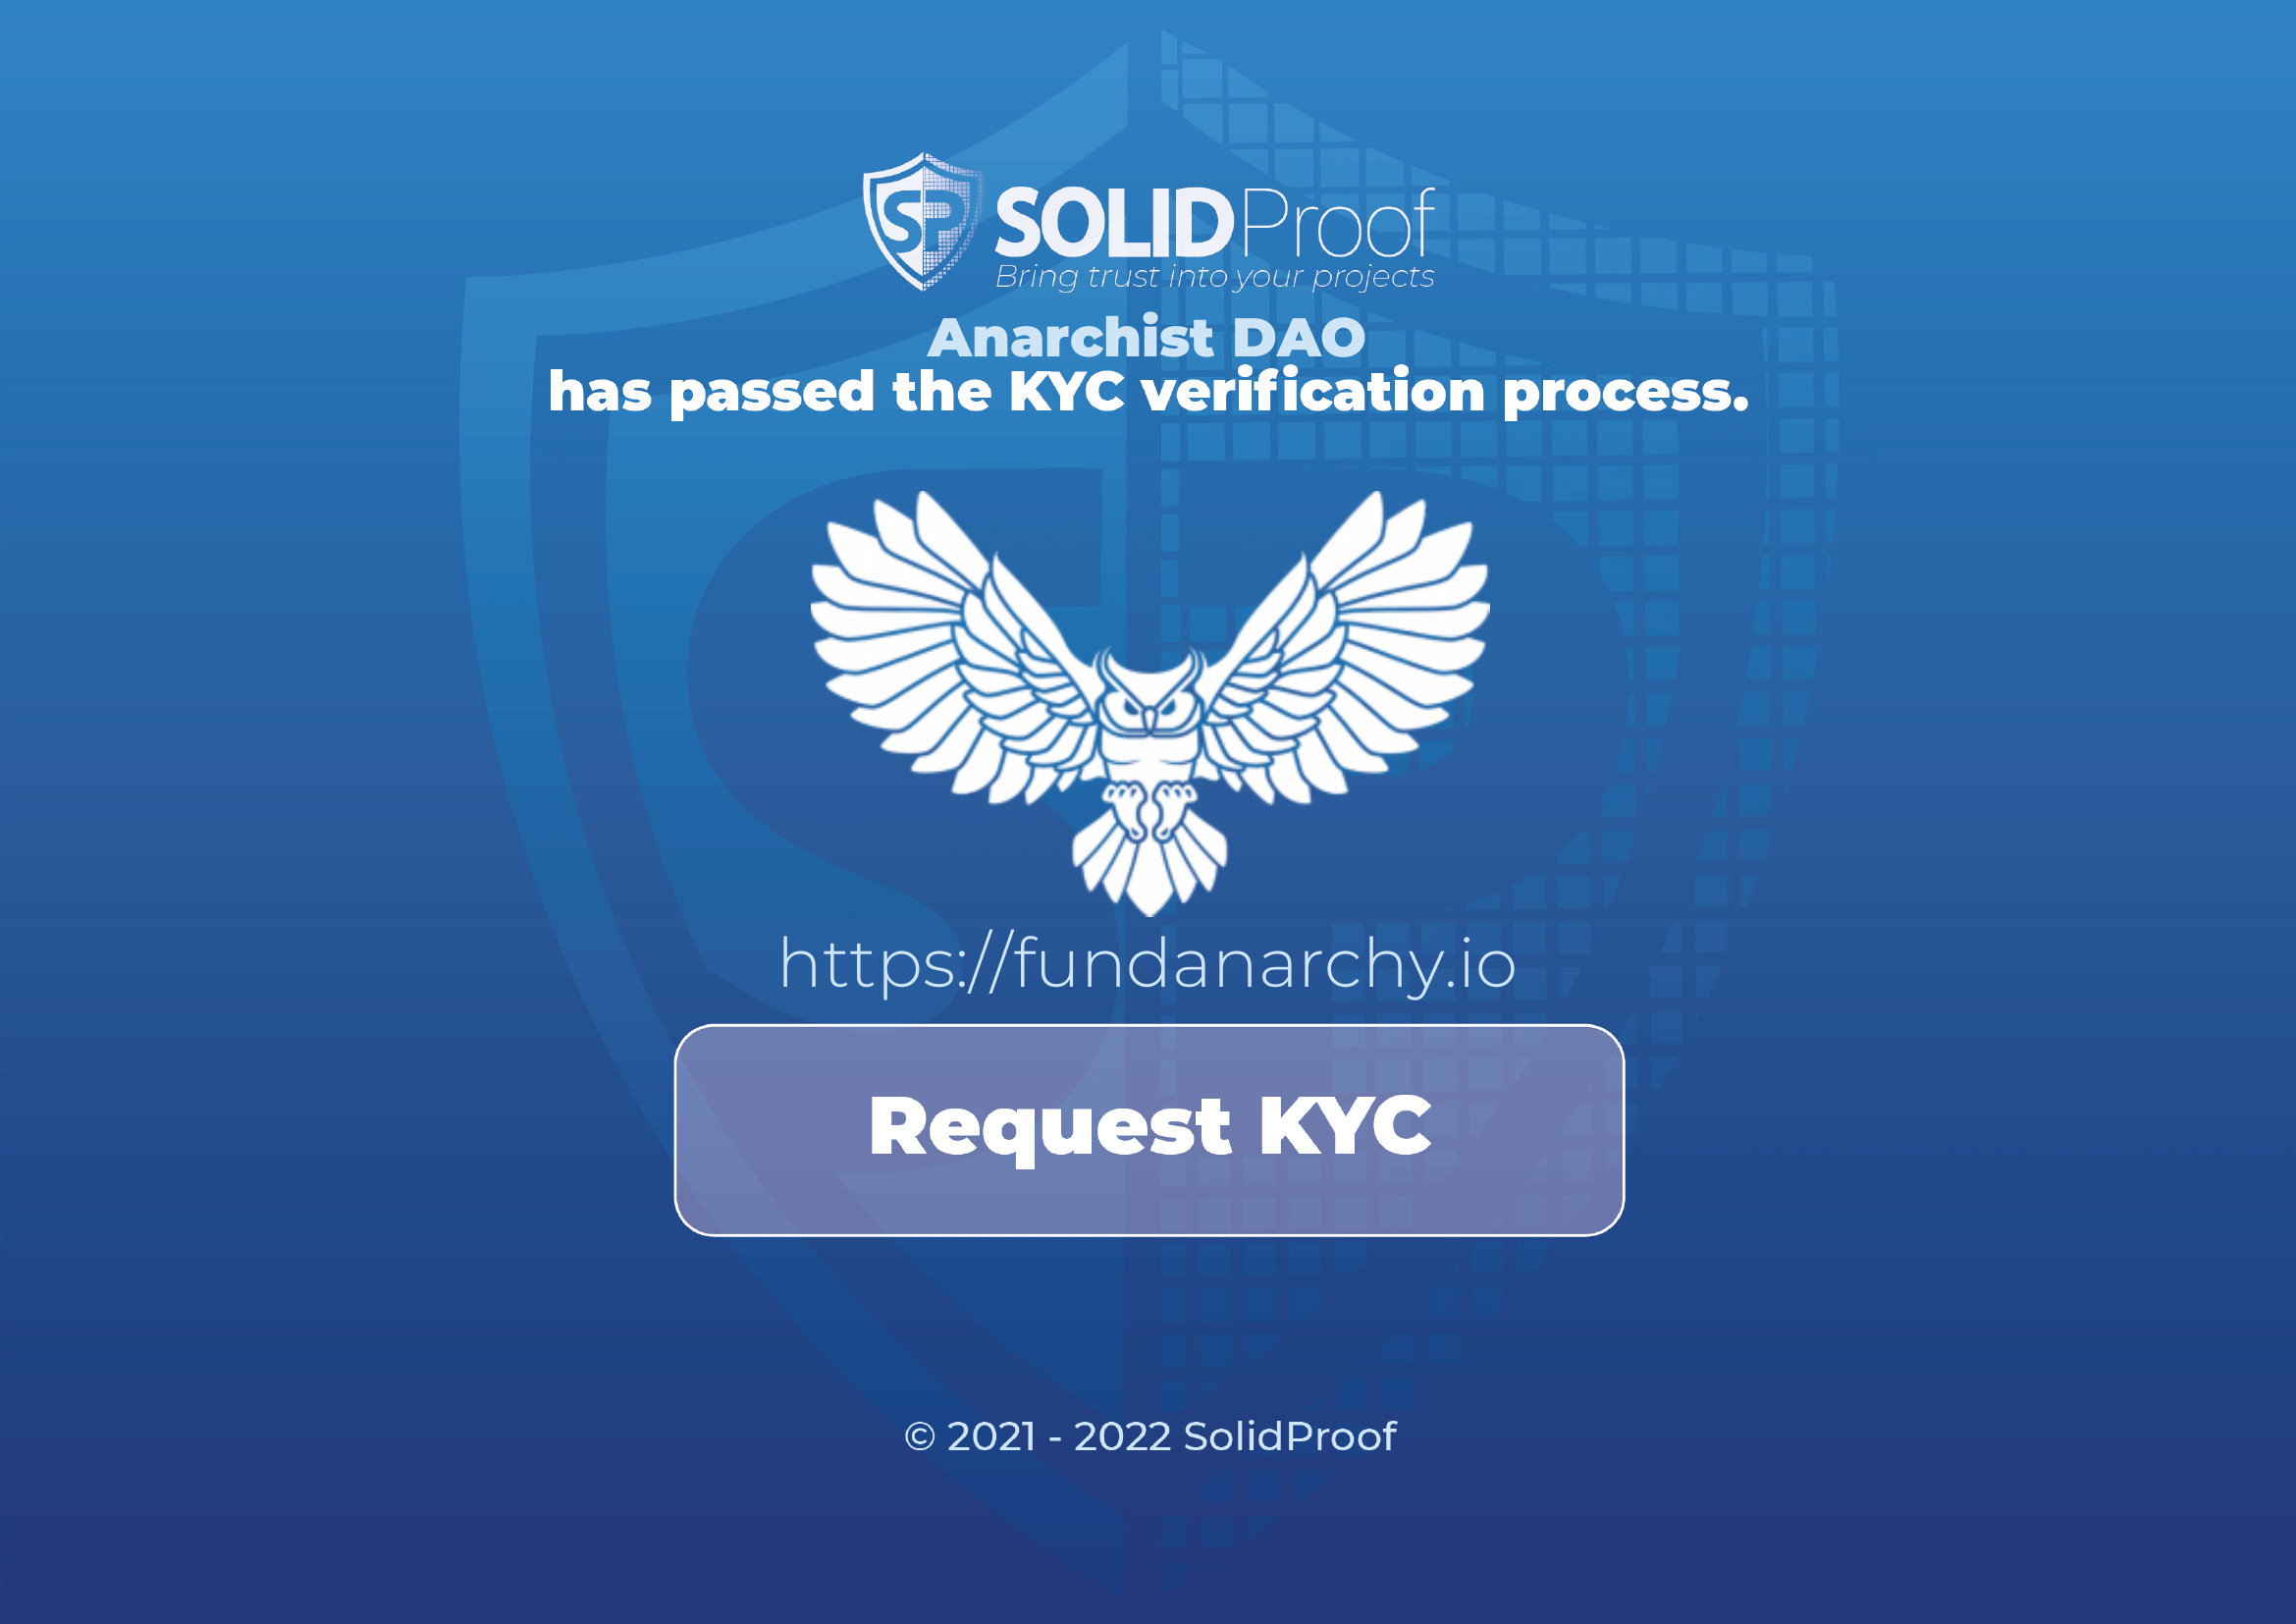 SP SOLIDProof
Bring trust into your projects
Anarchist DAO
has passed the KYC verification process.
https://fundanarchy.io
Request KYC
© 2021 - 2022 SolidProof